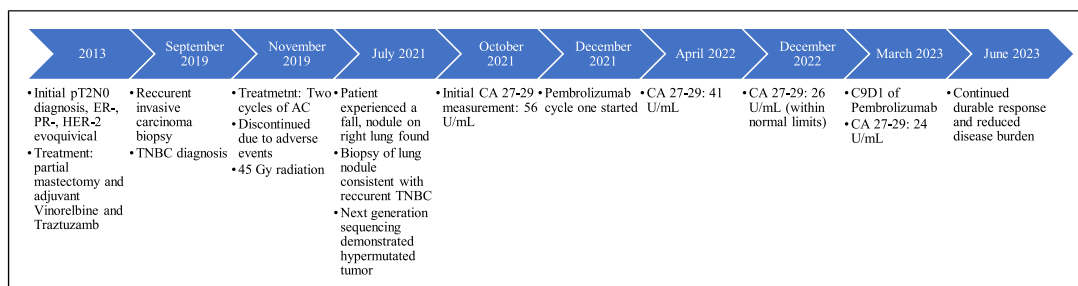 2013
•Initial pT2N0
diagnosis, ER-,
PR-, HER-2
evoquivical
•Treatment:
partial
mastectomy and
adjuvant
Vinorelbine and
Traztuzamb
September
2019
•Reccurent
invasive
carcinoma
biopsy
•TNBC diagnosis
November
2019
•Treatmetnt: Two
cycles of AC
•Discontinued
due to adverse
events
•45 Gy radiation
July 2021
•Patient
experienced a
fall, nodule on
right lung found
•Biopsy of lung
nodule
consistent with
reccurent TNBC
•Next generation
sequencing
demonstrated
hypermutated
tumor
October
2021
•Initial CA 27-29
measurement: 56
U/mL
December
2021
•Pembrolizumab
cycle one started
April 2022
•CA 27-29: 41
U/mL
December
2022
•CA 27-29: 26
U/mL (within
normal limits)
March 2023
•C9D1 of
Pembrolizumab
•CA 27-29: 24
U/mL
June 2023
•Continued
durable response
and reduced
disease burden